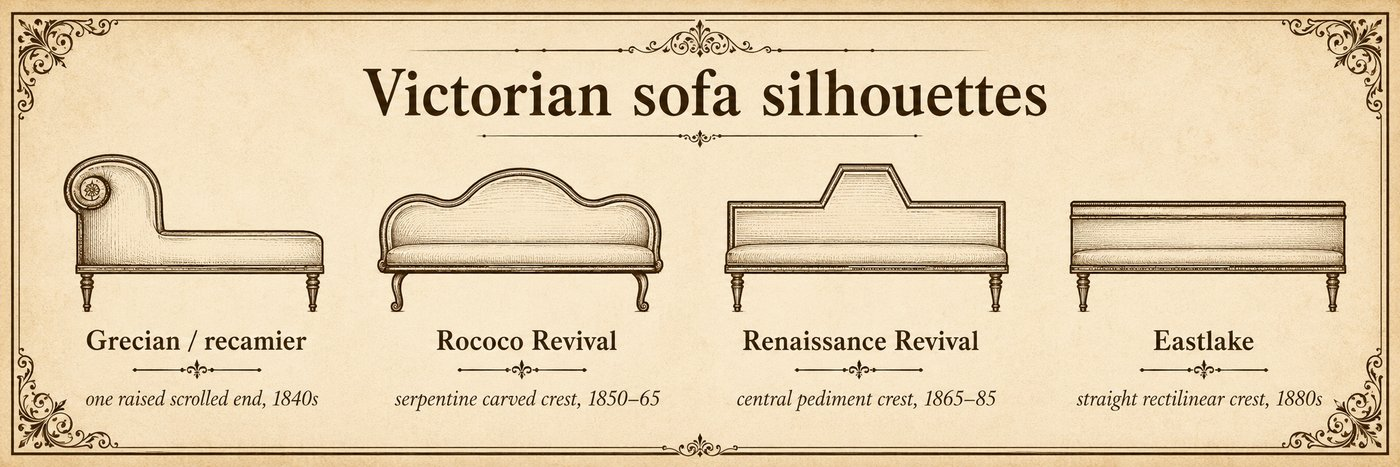 Victorian sofa silhouettes
Grecian / recamier
one raised scrolled end, 1840s
Rococo Revival
serpentine carved crest, 1850–65
Renaissance Revival
central pediment crest, 1865–85
Eastlake
straight rectilinear crest, 1880s